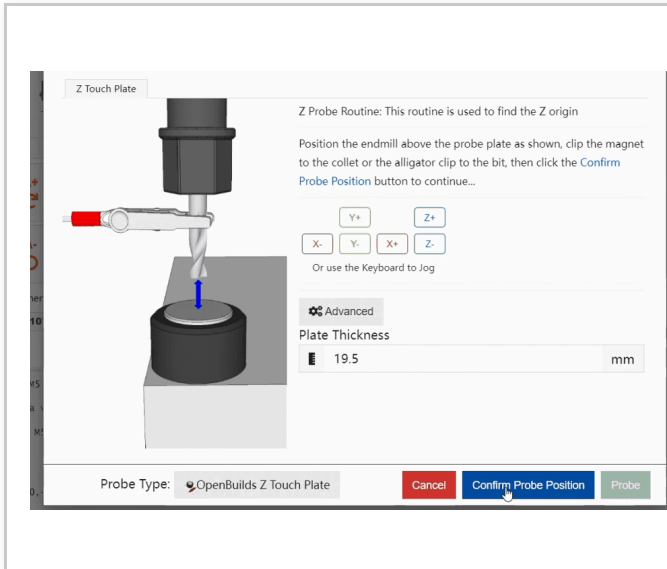 Z Touch Plate
Z Probe Routine: This routine is used to find the Z origin
Position the endmill above the probe plate as shown, clip the magnet
to the collet or the alligator clip to the bit, then click the Confirm
Probe Position button to continue...
Y+ Z+
X- Y- X+ Z-
Or use the Keyboard to Jog
Advanced
Plate Thickness
19.5 mm
Probe Type: OpenBuilds Z Touch Plate Cancel Confirm Probe Position Probe